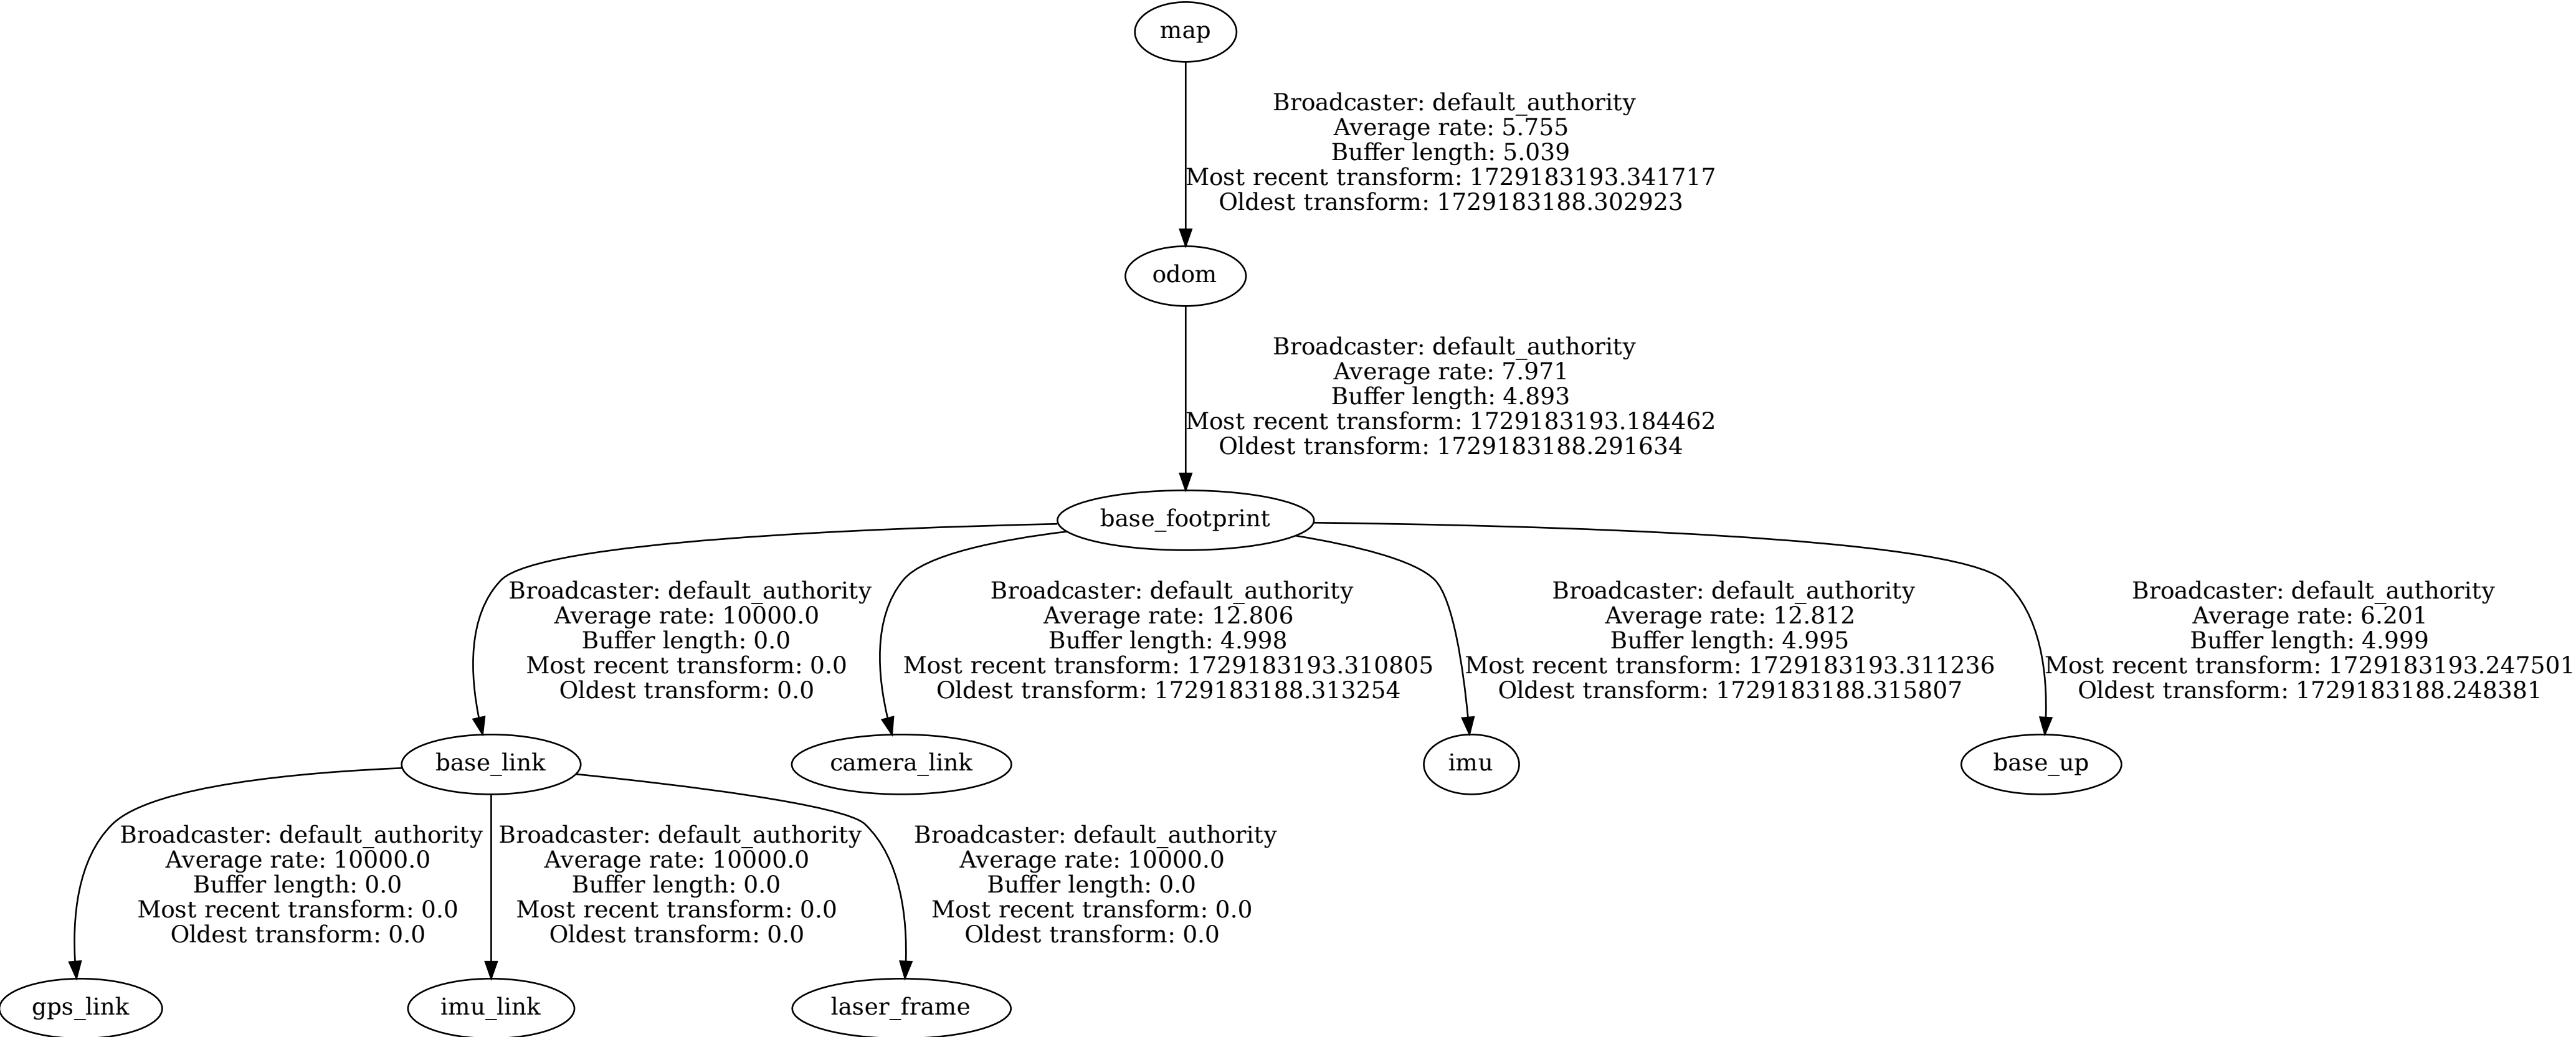 map
Broadcaster: default_authority
Average rate: 5.755
Buffer length: 5.039
Most recent transform: 1729183193.341717
Oldest transform: 1729183188.302923
odom
Broadcaster: default_authority
Average rate: 7.971
Buffer length: 4.893
Most recent transform: 1729183193.184462
Oldest transform: 1729183188.291634
base_footprint
Broadcaster: default_authority
Average rate: 10000.0
Buffer length: 0.0
Most recent transform: 0.0
Oldest transform: 0.0
Broadcaster: default_authority
Average rate: 12.806
Buffer length: 4.998
Most recent transform: 1729183193.310805
Oldest transform: 1729183188.313254
Broadcaster: default_authority
Average rate: 12.812
Buffer length: 4.995
Most recent transform: 1729183193.311236
Oldest transform: 1729183188.315807
Broadcaster: default_authority
Average rate: 6.201
Buffer length: 4.999
Most recent transform: 1729183193.247501
Oldest transform: 1729183188.248381
base_link
camera_link
imu
base_up
Broadcaster: default_authority
Average rate: 10000.0
Buffer length: 0.0
Most recent transform: 0.0
Oldest transform: 0.0
Broadcaster: default_authority
Average rate: 10000.0
Buffer length: 0.0
Most recent transform: 0.0
Oldest transform: 0.0
Broadcaster: default_authority
Average rate: 10000.0
Buffer length: 0.0
Most recent transform: 0.0
Oldest transform: 0.0
gps_link
imu_link
laser_frame